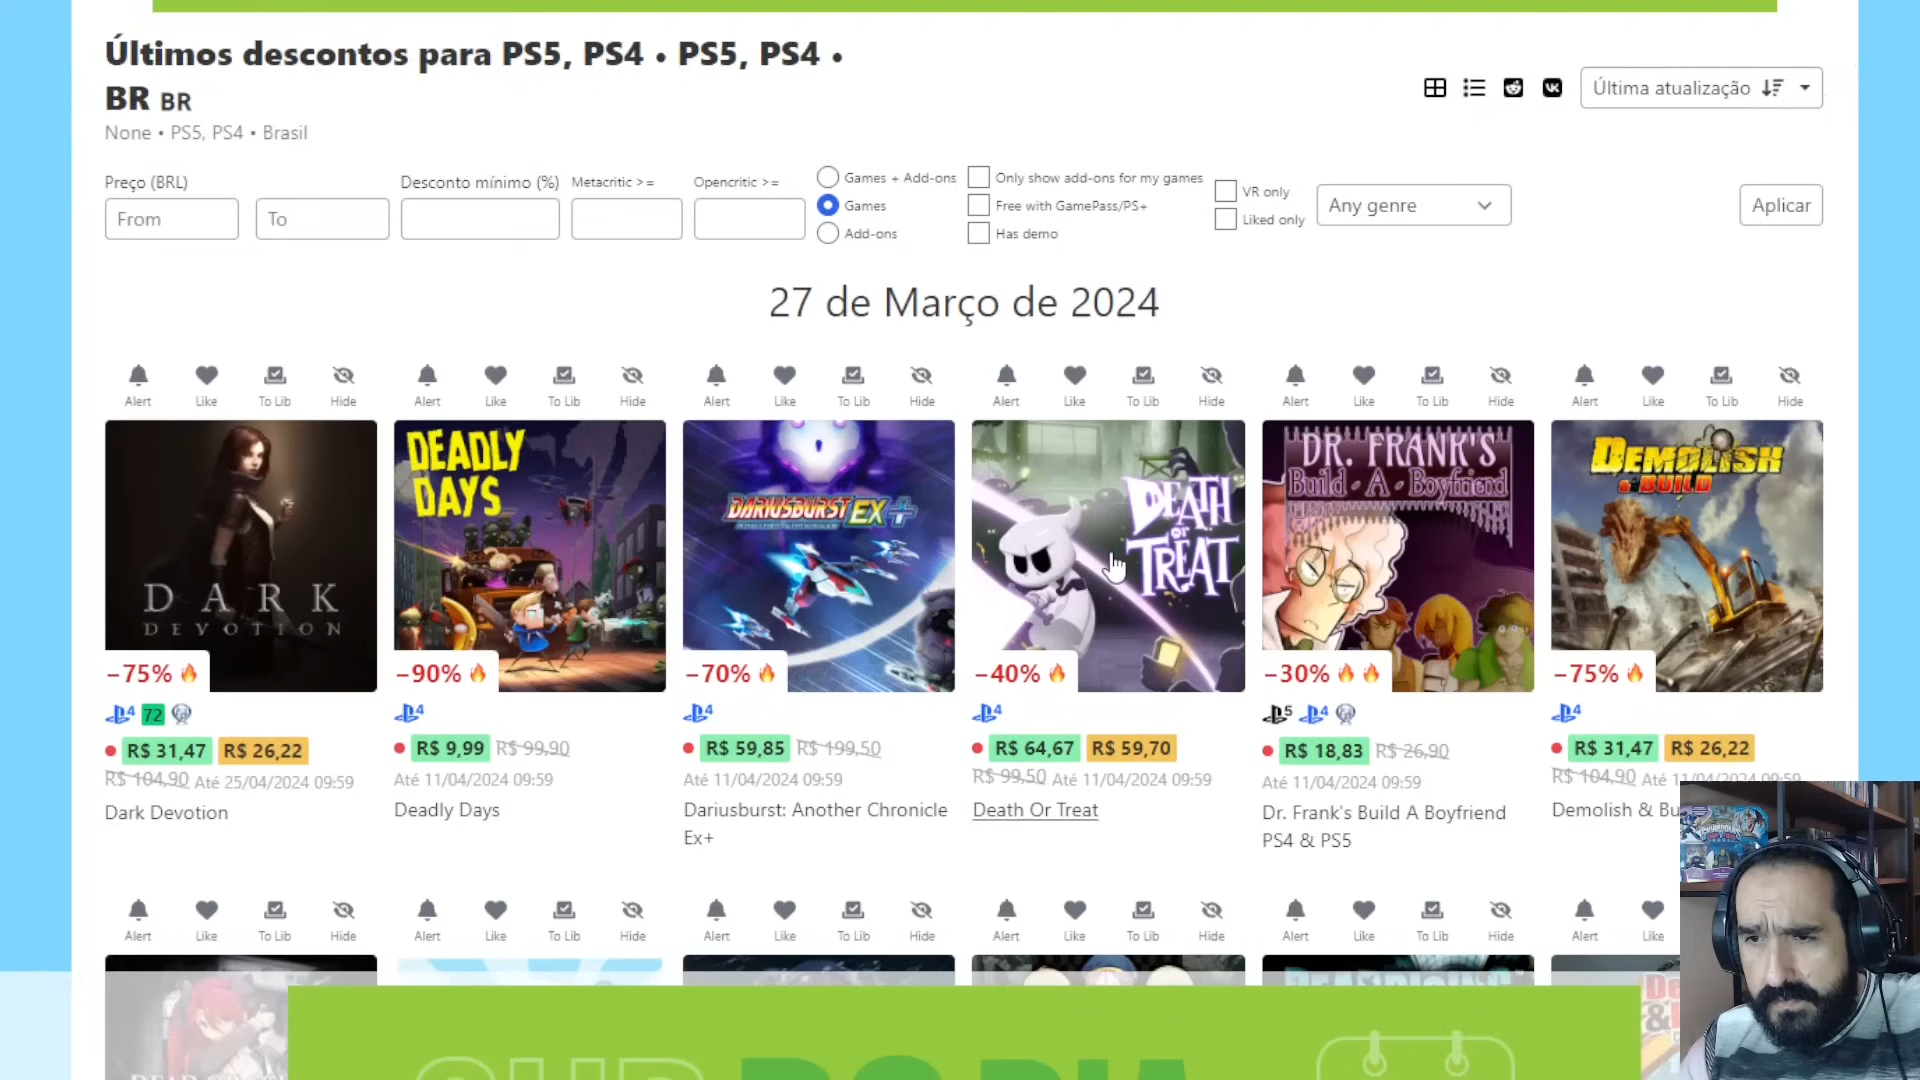 Últimos descontos para PS5, PS4 • PS5, PS4 •
BR BR
None • PS5, PS4 • Brasil
Última atualização
Preço (BRL)
From
To
Desconto mínimo (%)
Metacritic >=
Opencritic >=
Games + Add-ons
Games
Add-ons
Only show add-ons for my games
Free with GamePass/PS+
Has demo
VR only
Liked only
Any genre
Aplicar
27 de Março de 2024
Alert Like To Lib Hide Alert Like To Lib Hide Alert Like To Lib Hide Alert Like To Lib Hide Alert Like To Lib Hide Alert Like To Lib Hide
DARK
DEVOTION
-75%
72
R$ 31,47 R$ 26,22
R$ 104,90 Até 25/04/2024 09:59
Dark Devotion
DEADLY
DAYS
-90%
R$ 9,99 R$ 99,90
Até 11/04/2024 09:59
Deadly Days
DARIUSBURST EX+
-70%
R$ 59,85 R$ 199,50
Até 11/04/2024 09:59
Dariusburst: Another Chronicle
Ex+
DEATH
OR
TREAT
-40%
R$ 64,67 R$ 59,70
R$ 99,50 Até 11/04/2024 09:59
Death Or Treat
DR. FRANK'S
Build-A-Boyfriend
-30%
R$ 18,83 R$ 26,90
Até 11/04/2024 09:59
Dr. Frank's Build A Boyfriend
PS4 & PS5
DEMOLISH
& BUILD
-75%
R$ 31,47 R$ 26,22
R$ 104,90 Até 11/04/2024 09:59
Demolish & Bu
Alert Like To Lib Hide Alert Like To Lib Hide Alert Like To Lib Hide Alert Like To Lib Hide Alert Like To Lib Hide Alert Like